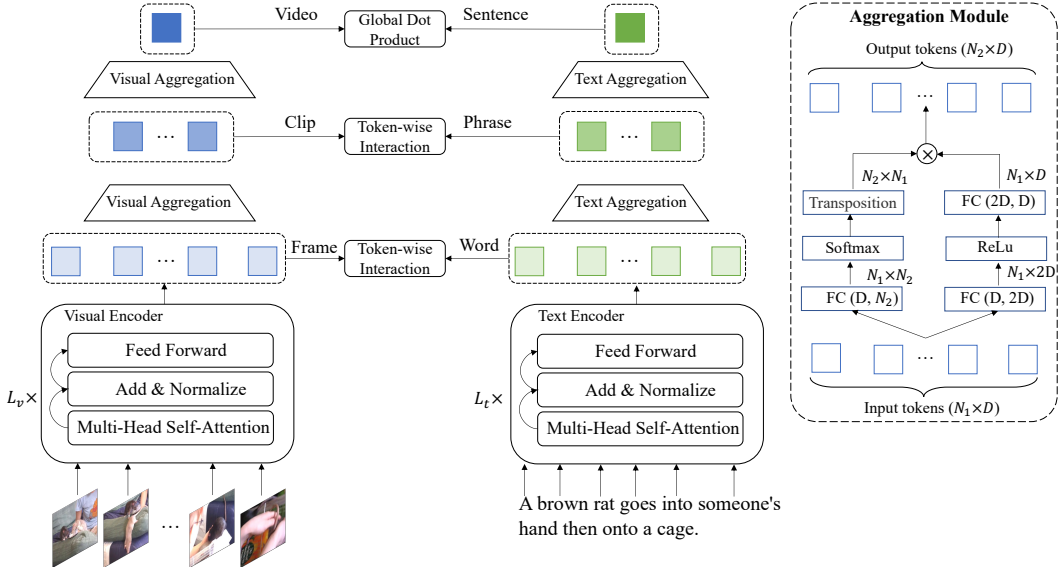 Video
Global Dot
Product
Sentence
Visual Aggregation
Text Aggregation
Clip
Token-wise
Interaction
Phrase
...
...
Visual Aggregation
Text Aggregation
Frame
Token-wise
Interaction
Word
...
...
Visual Encoder
Feed Forward
Add & Normalize
Multi-Head Self-Attention
L_v×
Text Encoder
Feed Forward
Add & Normalize
Multi-Head Self-Attention
L_t×
...
A brown rat goes into someone's
hand then onto a cage.
Aggregation Module
Output tokens (N_2×D)
...
N_2×N_1
N_1×D
Transposition
FC (2D, D)
Softmax
ReLu
N_1×N_2
N_1×2D
FC (D, N_2)
FC (D, 2D)
...
Input tokens (N_1×D)